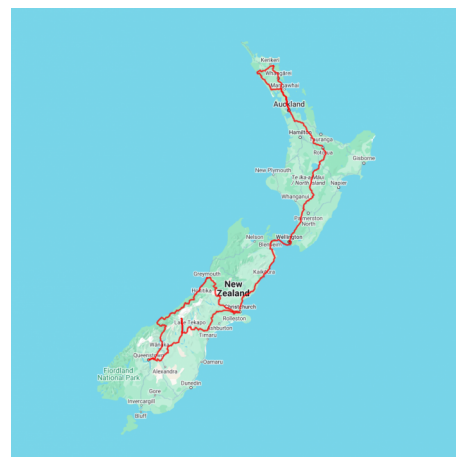 Kerikeri
Whangārei
Mangawhai
Auckland
Hamilton
Tauranga
Rotorua
Gisborne
New Plymouth
Te Ika-a-Māui
North Island
Napier
Whanganui
Palmerston
North
Nelson
Wellington
Blenheim
Kaikōura
Greymouth
Hokitika
New
Zealand
Christchurch
Rolleston
Lake Tekapo
Ashburton
Timaru
Wānaka
Queenstown
Oamaru
Fiordland
National Park
Alexandra
Dunedin
Gore
Invercargill
Bluff